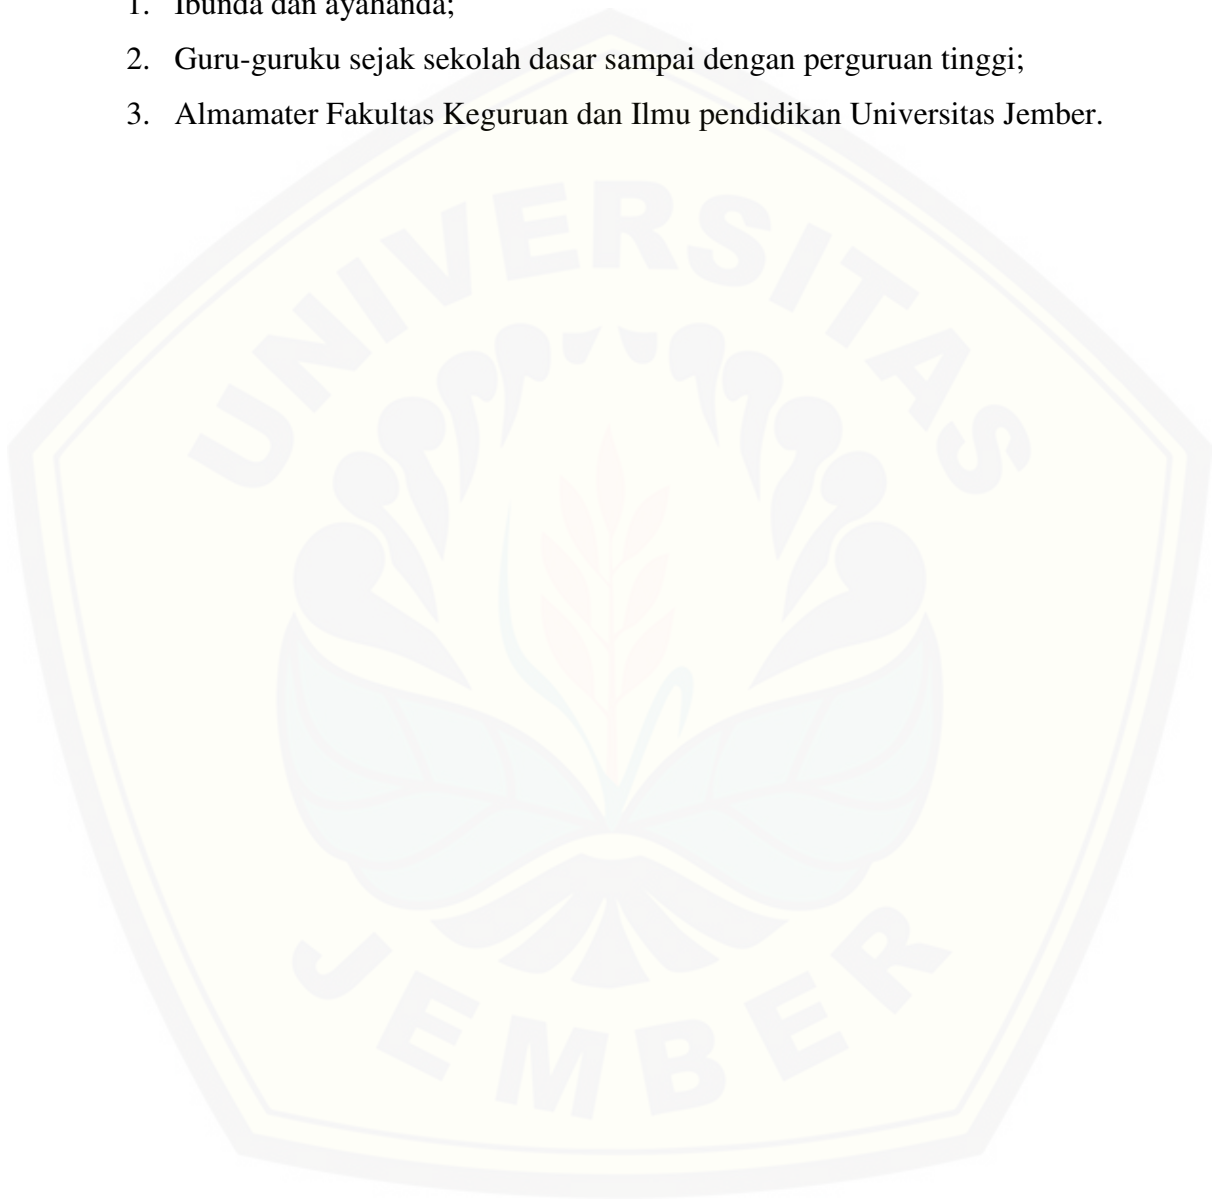 1. Ibunda dan ayahanda;
2. Guru-guruku sejak sekolah dasar sampai dengan perguruan tinggi;
3. Almamater Fakultas Keguruan dan Ilmu pendidikan Universitas Jember.
UNIVERSITAS
JEMBER